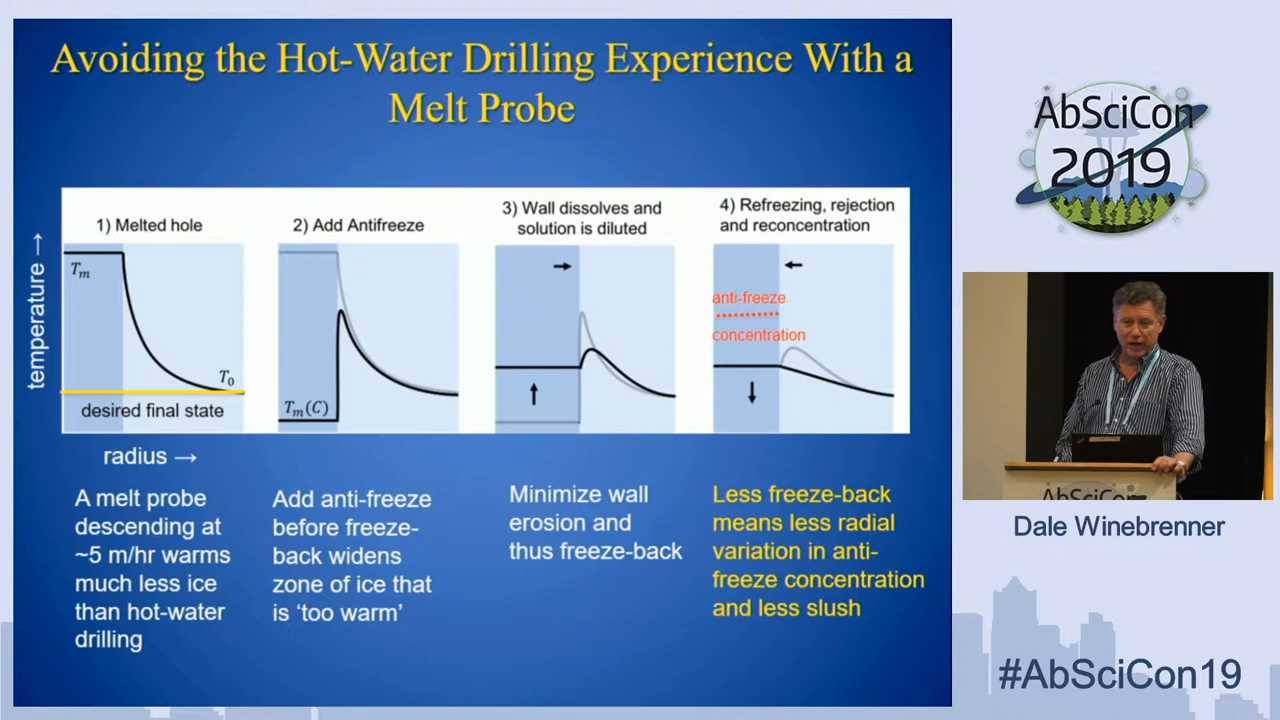 Avoiding the Hot-Water Drilling Experience With a
Melt Probe
temperature →
1) Melted hole
Tm
T0
desired final state
2) Add Antifreeze
Tm(C)
3) Wall dissolves and
solution is diluted
4) Refreezing, rejection
and reconcentration
anti-freeze
concentration
radius →
A melt probe
descending at
~5 m/hr warms
much less ice
than hot-water
drilling
Add anti-freeze
before freeze-
back widens
zone of ice that
is ‘too warm’
Minimize wall
erosion and
thus freeze-back
Less freeze-back
means less radial
variation in anti-
freeze concentration
and less slush
AbSciCon
2019
AbSciCon
Dale Winebrenner
#AbSciCon19